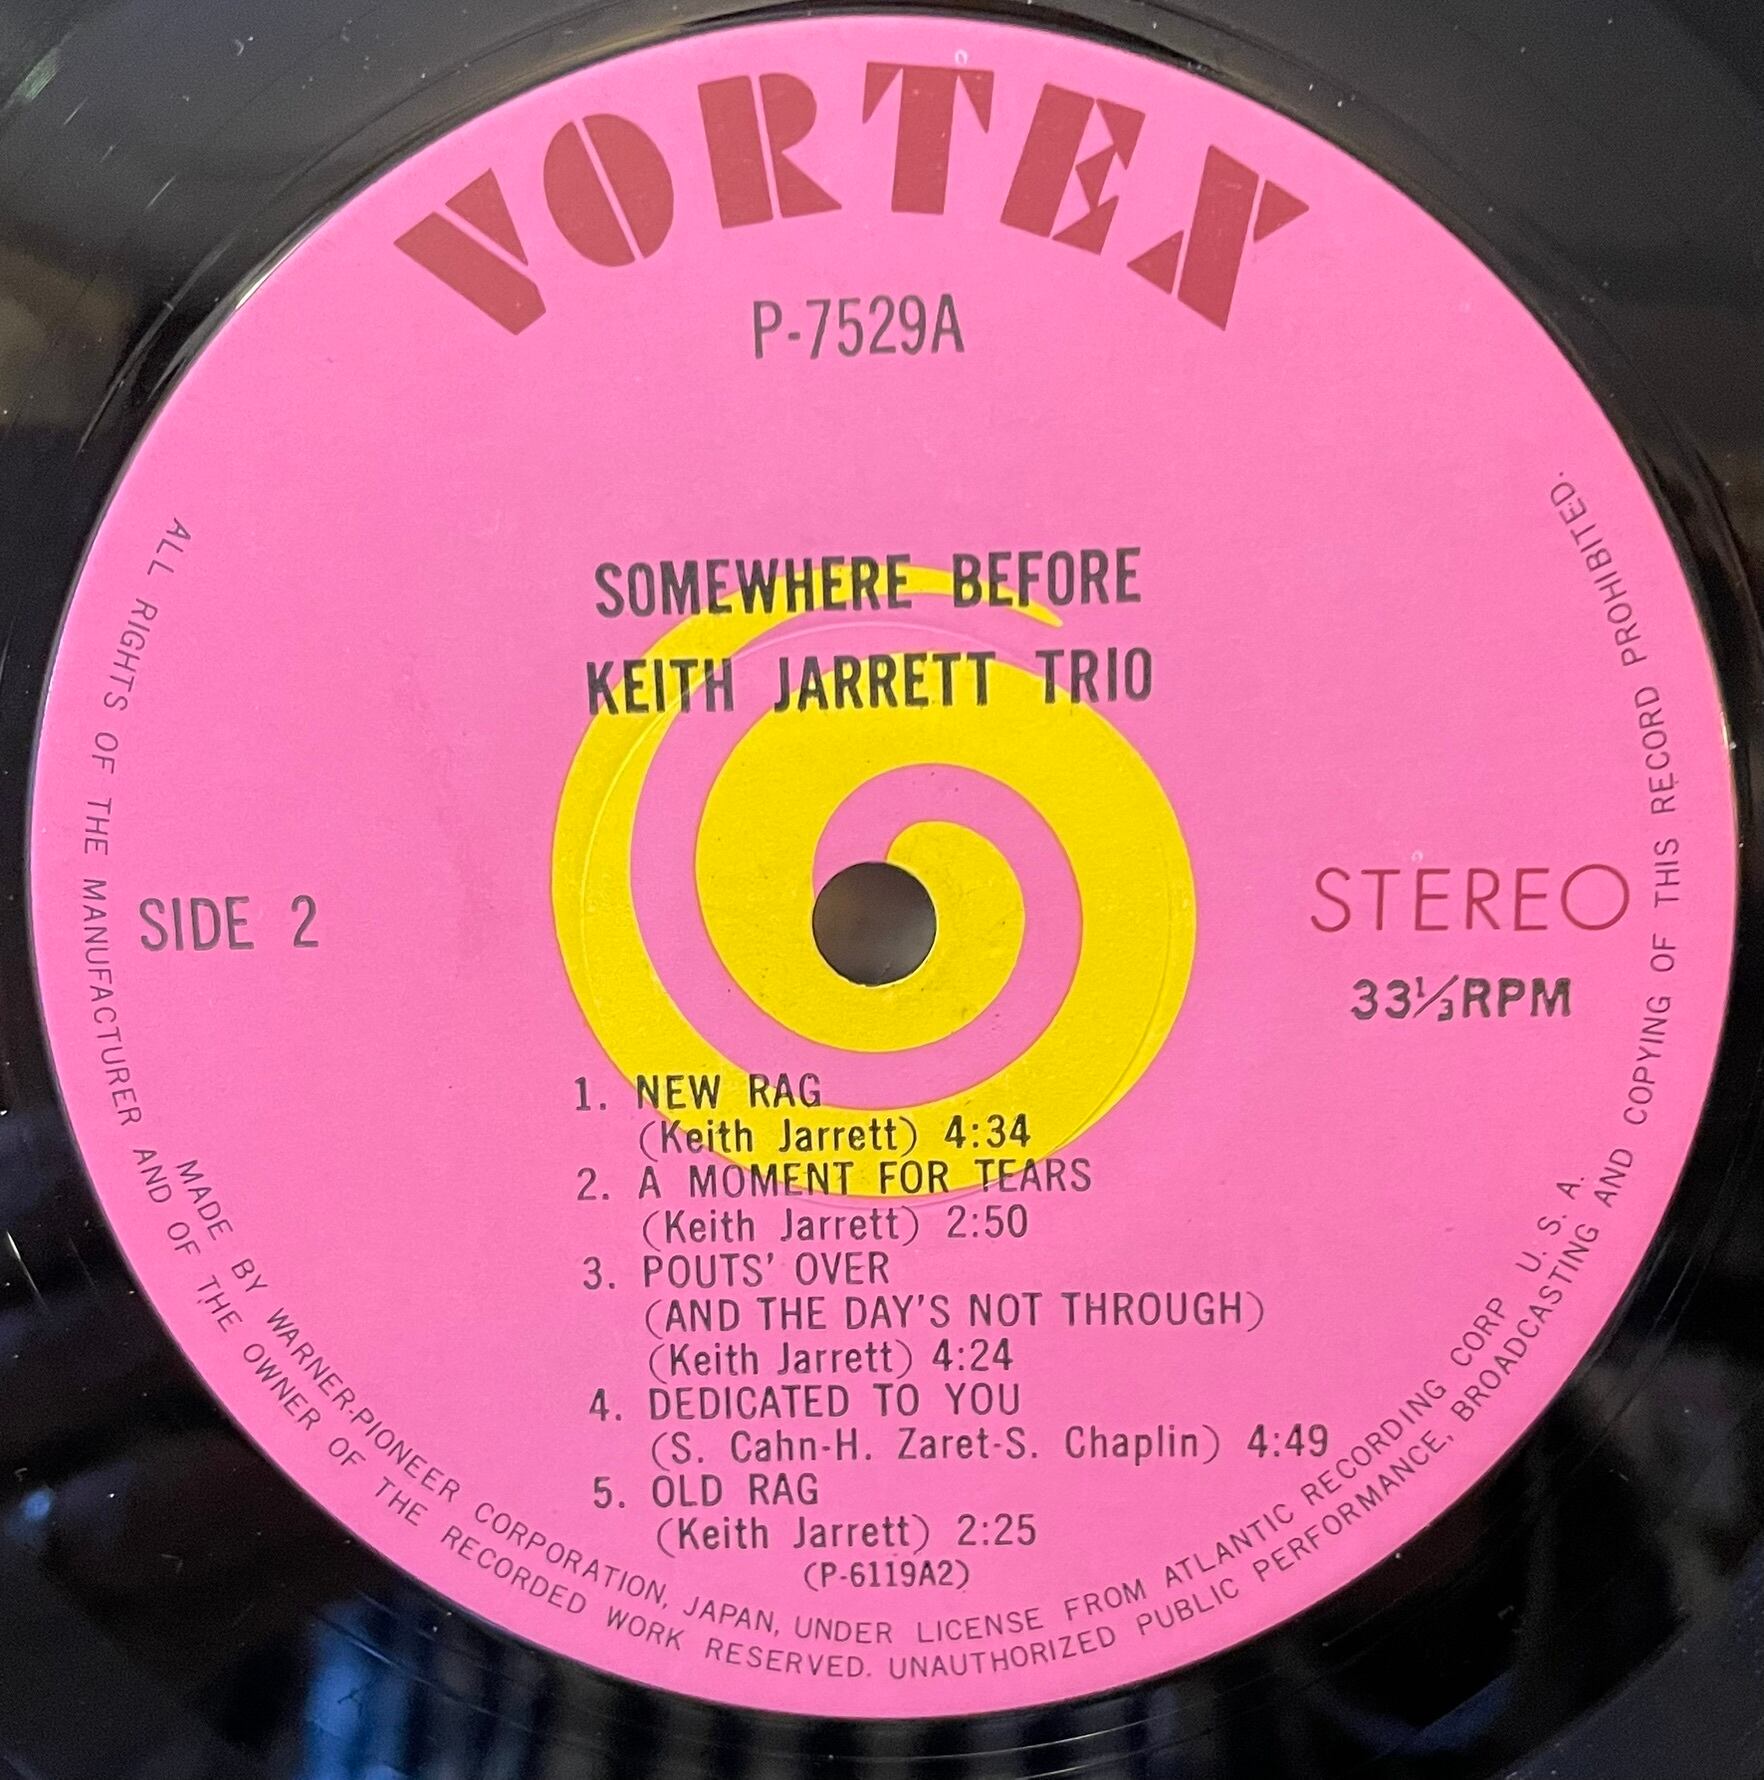 VORTEX
P-7529A
SOMEWHERE BEFORE
KEITH JARRETT TRIO
SIDE 2
STEREO
33⅓RPM
1. NEW RAG
(Keith Jarrett) 4:34
2. A MOMENT FOR TEARS
(Keith Jarrett) 2:50
3. POUTS' OVER
(AND THE DAY'S NOT THROUGH)
(Keith Jarrett) 4:24
4. DEDICATED TO YOU
(S. Cahn-H. Zaret-S. Chaplin) 4:49
5. OLD RAG
(Keith Jarrett) 2:25
(P-6119A2)
MADE BY WARNER-PIONEER CORPORATION, JAPAN, UNDER LICENSE FROM ATLANTIC RECORDING CORP U. S. A.
ALL RIGHTS OF THE MANUFACTURER AND OF THE OWNER OF THE RECORDED WORK RESERVED. UNAUTHORIZED PUBLIC PERFORMANCE, BROADCASTING AND COPYING OF THIS RECORD PROHIBITED.